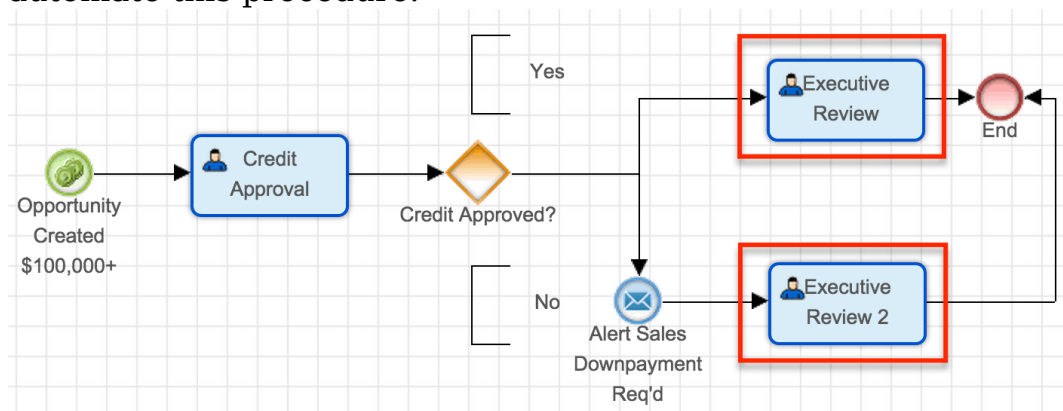 automate this procedure.
Yes
Executive
Review
End
Credit
Approval
Opportunity
Created
$100,000+
Credit Approved?
No
Executive
Review 2
Alert Sales
Downpayment
Req'd